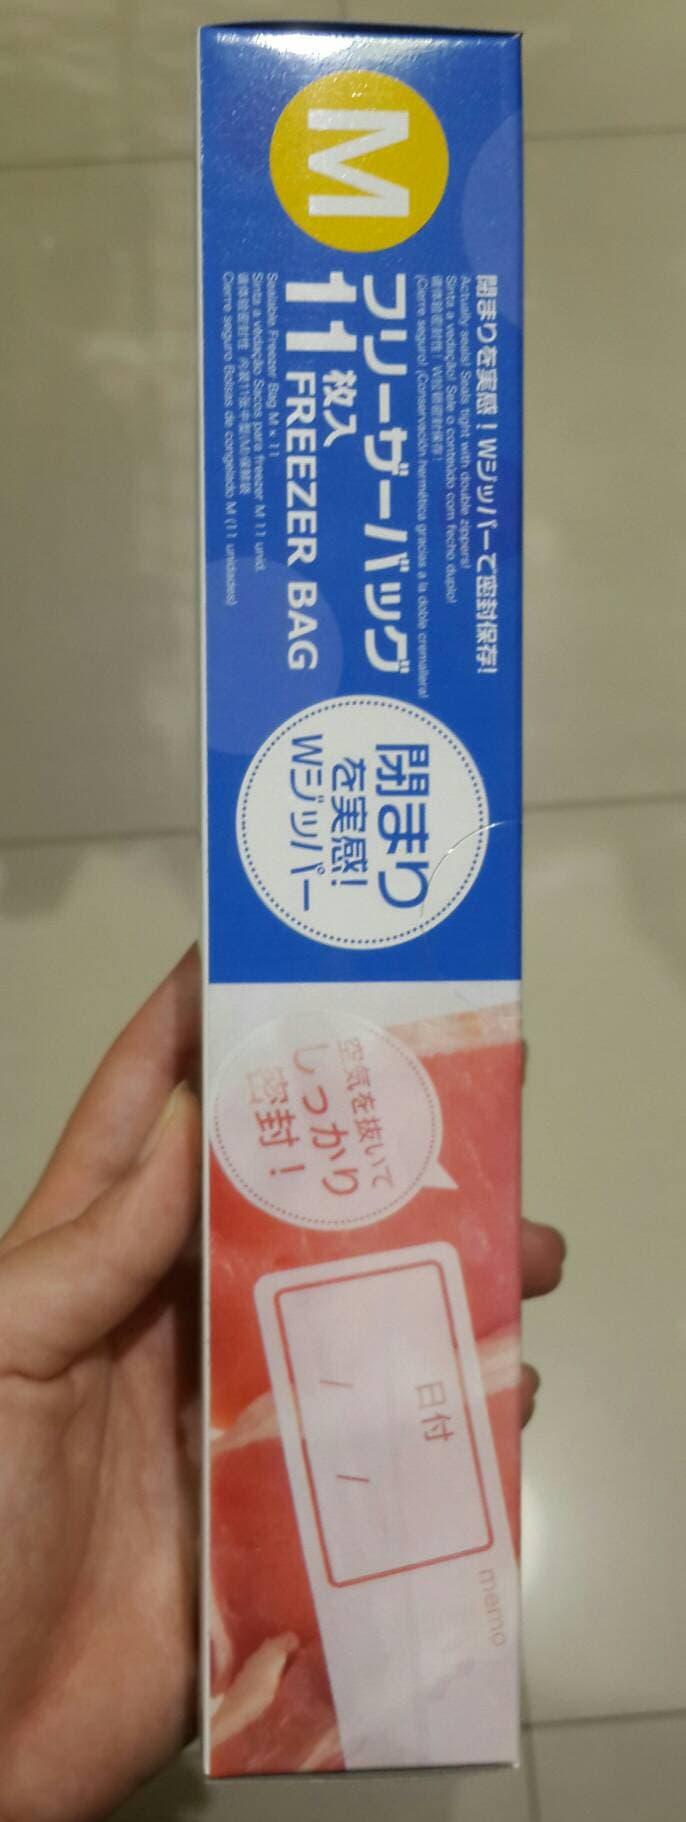 M
閉まりを実感！Wジッパーで密封保存！
Actually seals! Seals tight with double zippers!
Sinta a vedação! Sele o conteúdo com fecho duplo!
¡Cierre seguro! ¡Conservación hermética gracias a la doble cremallera!
フリーザーバッグ
11枚入 FREEZER BAG
Sealable Freezer Bag M × 11
Sinta a vedação Sacos para freezer M 11 unid.
Cierre seguro Bolsas de congelado M (11 unidades)
閉まり
を実感！
Wジッパー
空気を抜いて
しっかり
密封！
memo
日付
/ /